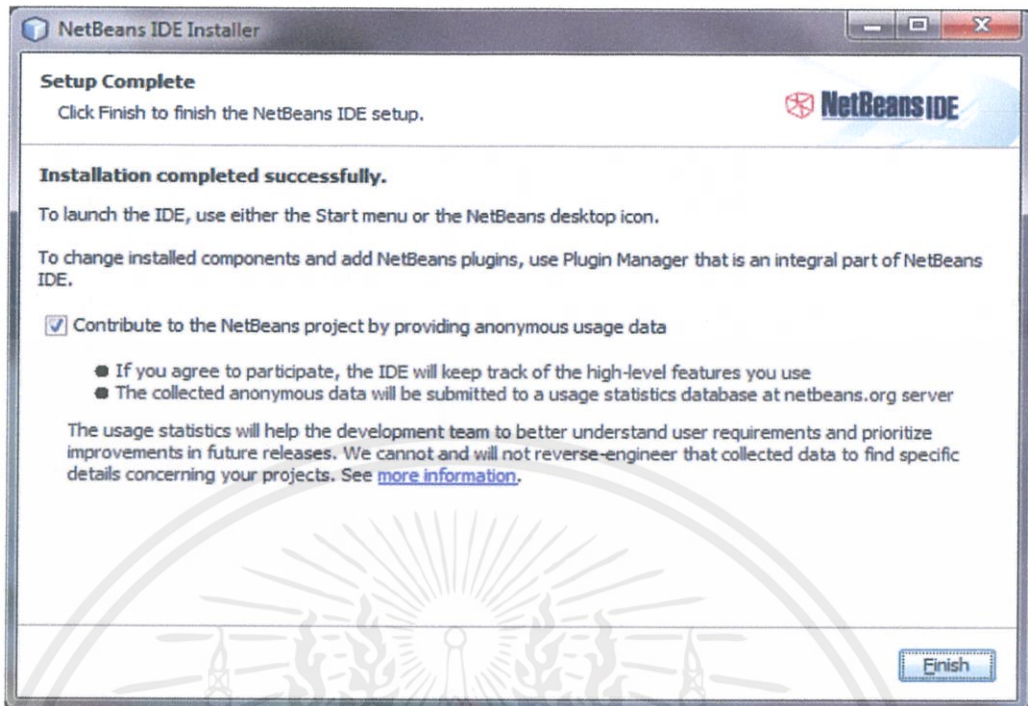 NetBeans IDE Installer
Setup Complete
Click Finish to finish the NetBeans IDE setup.
NetBeans IDE
Installation completed successfully.
To launch the IDE, use either the Start menu or the NetBeans desktop icon.
To change installed components and add NetBeans plugins, use Plugin Manager that is an integral part of NetBeans
IDE.
Contribute to the NetBeans project by providing anonymous usage data
If you agree to participate, the IDE will keep track of the high-level features you use
The collected anonymous data will be submitted to a usage statistics database at netbeans.org server
The usage statistics will help the development team to better understand user requirements and prioritize
improvements in future releases. We cannot and will not reverse-engineer that collected data to find specific
details concerning your projects. See more information.
Finish